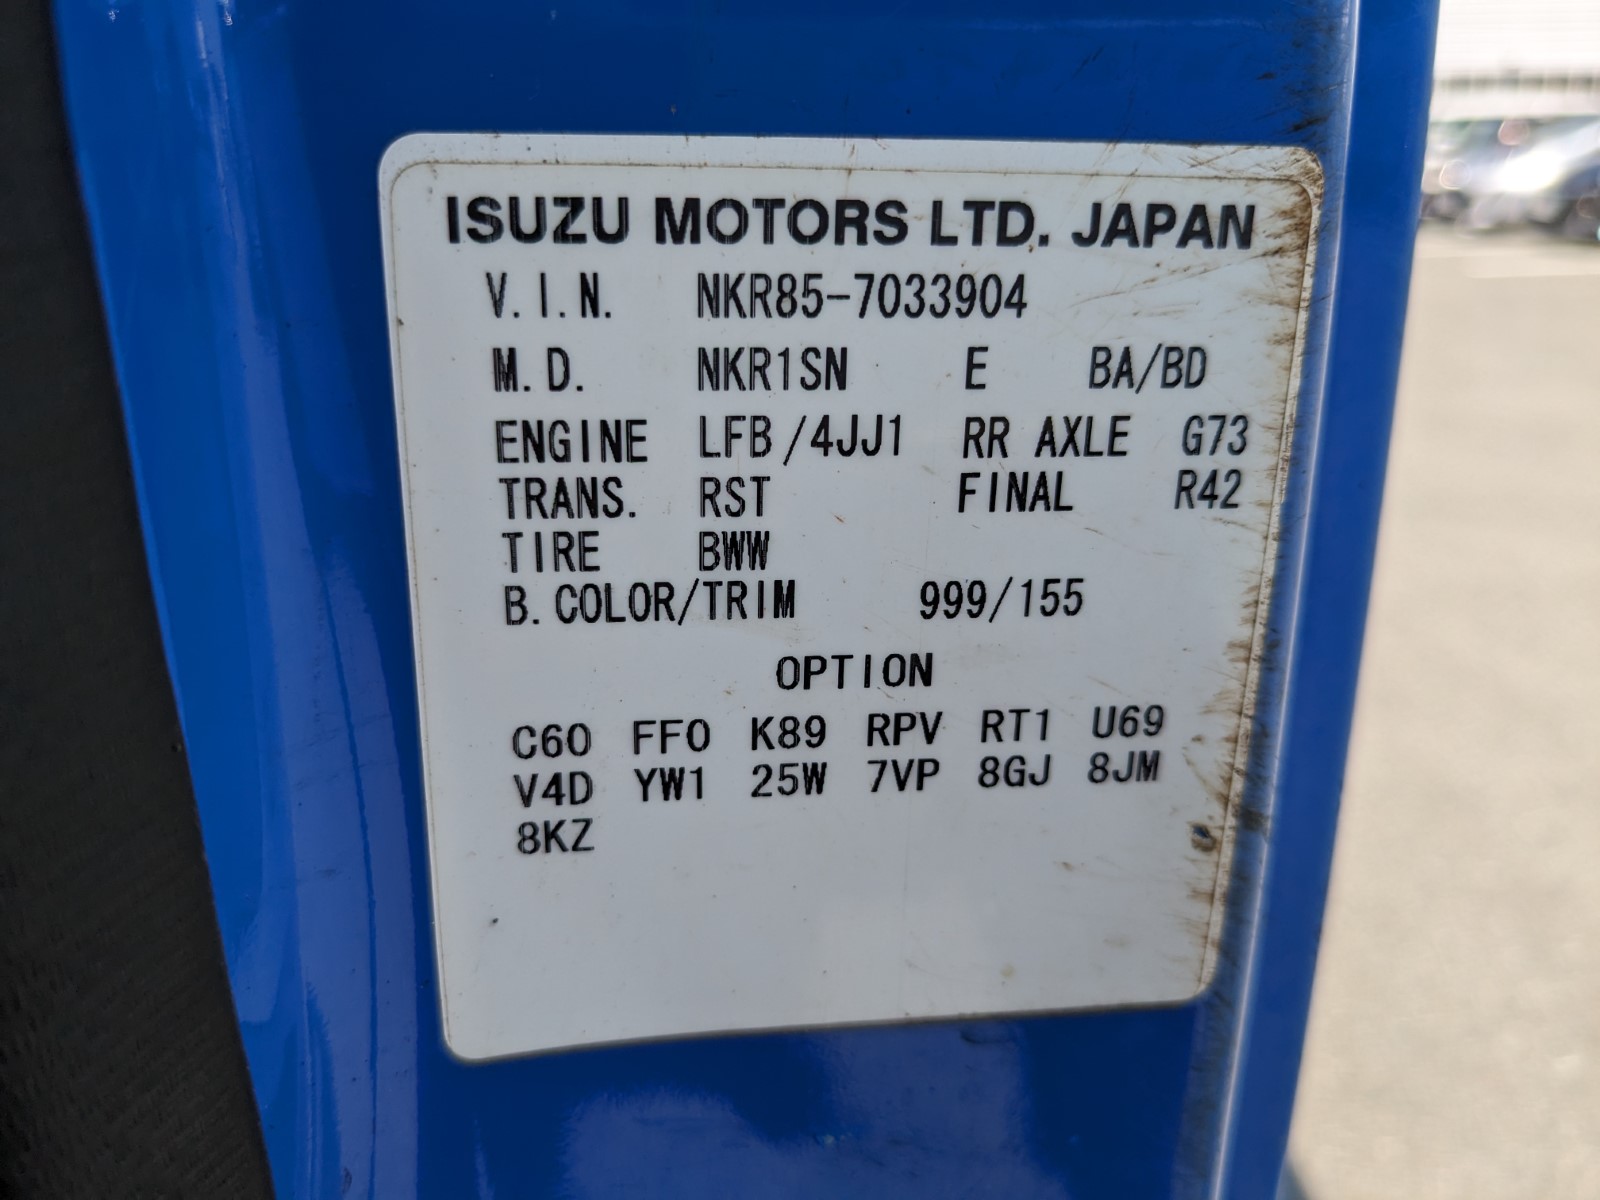 ISUZU MOTORS LTD. JAPAN
V.I.N. NKR85-7033904
M.D. NKR1SN E BA/BD
ENGINE LFB/4JJ1 RR AXLE G73
TRANS. RST FINAL R42
TIRE BWW
B.COLOR/TRIM 999/155
OPTION
C60 FF0 K89 RPV RT1 U69
V4D YW1 25W 7VP 8GJ 8JM
8KZ